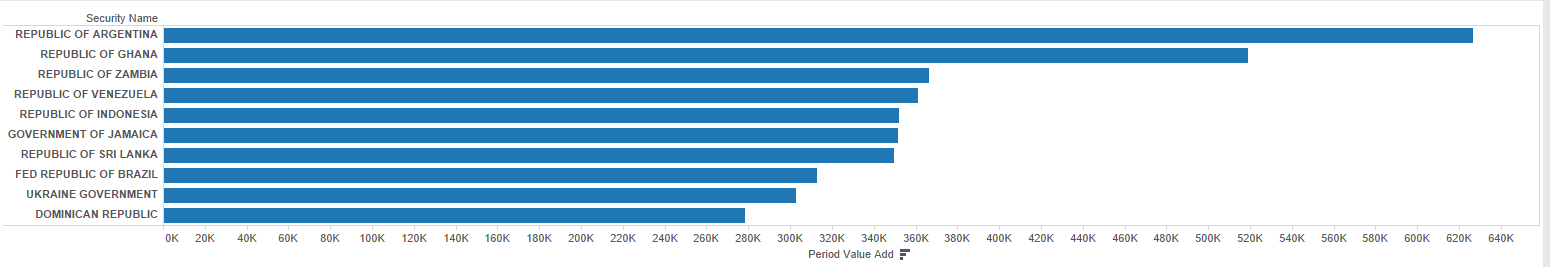 Security Name
REPUBLIC OF ARGENTINA
REPUBLIC OF GHANA
REPUBLIC OF ZAMBIA
REPUBLIC OF VENEZUELA
REPUBLIC OF INDONESIA
GOVERNMENT OF JAMAICA
REPUBLIC OF SRI LANKA
FED REPUBLIC OF BRAZIL
UKRAINE GOVERNMENT
DOMINICAN REPUBLIC
0K 20K 40K 60K 80K 100K 120K 140K 160K 180K 200K 220K 240K 260K 280K 300K 320K 340K 360K 380K 400K 420K 440K 460K 480K 500K 520K 540K 560K 580K 600K 620K 640K
Period Value Add